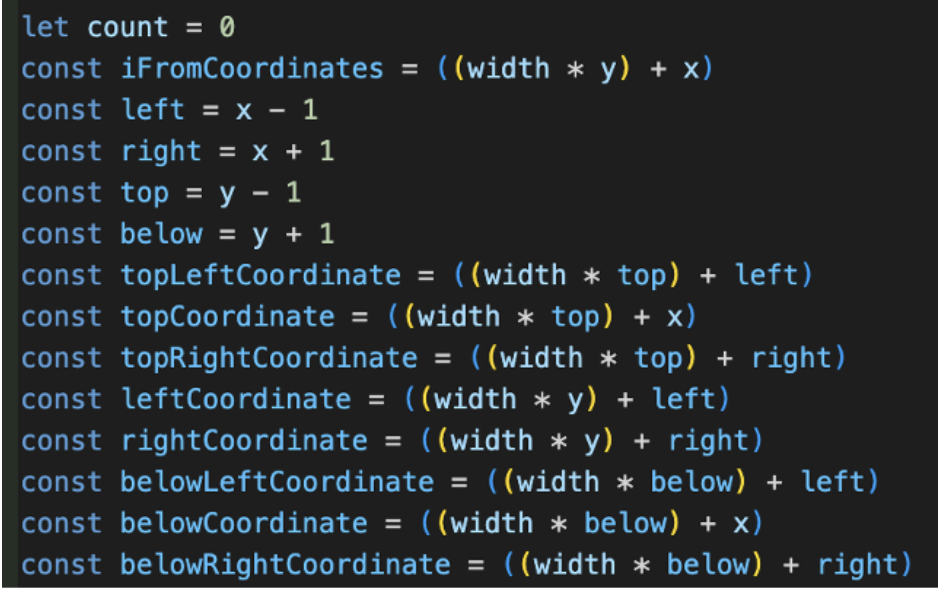 let count = 0
const iFromCoordinates = ((width * y) + x)
const left = x - 1
const right = x + 1
const top = y - 1
const below = y + 1
const topLeftCoordinate = ((width * top) + left)
const topCoordinate = ((width * top) + x)
const topRightCoordinate = ((width * top) + right)
const leftCoordinate = ((width * y) + left)
const rightCoordinate = ((width * y) + right)
const belowLeftCoordinate = ((width * below) + left)
const belowCoordinate = ((width * below) + x)
const belowRightCoordinate = ((width * below) + right)